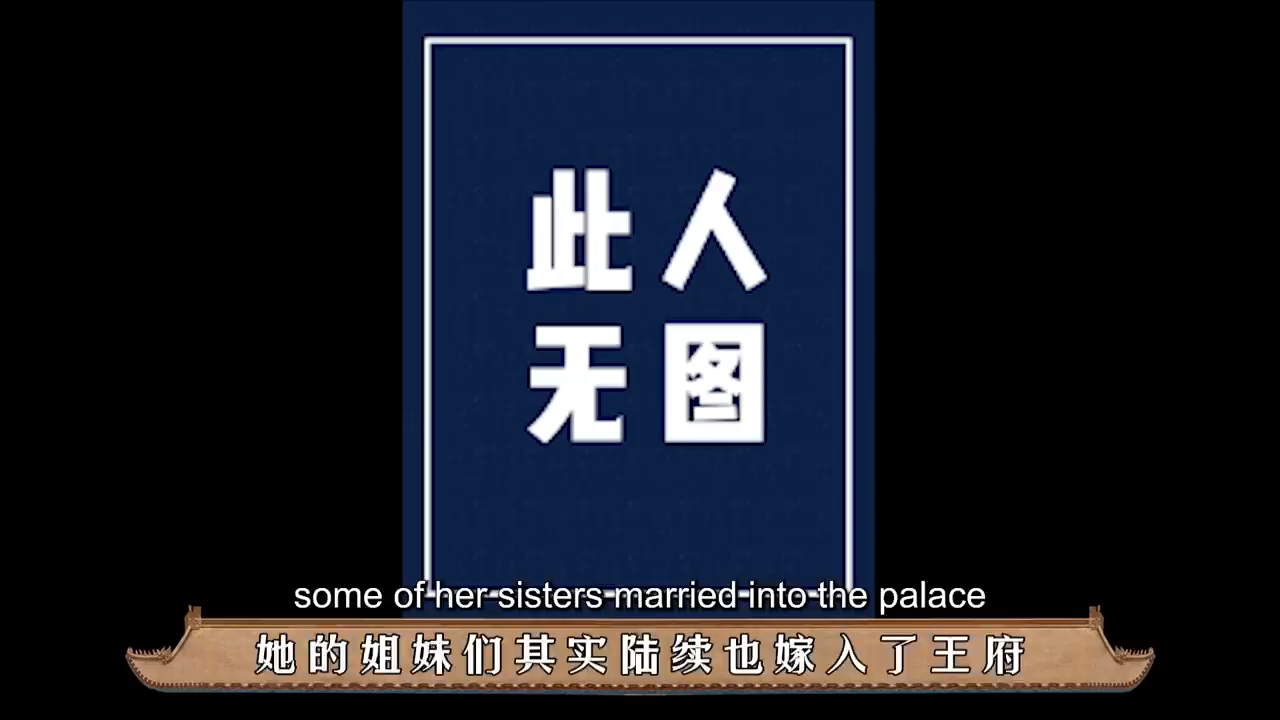 此人
无图
some of her sisters married into the palace
她的姐妹们其实陆续也嫁入了王府